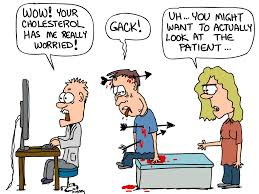 WOW! YOUR
CHOLESTEROL
HAS ME REALLY
WORRIED!
GACK!
UH...YOU MIGHT
WANT TO ACTUALLY
LOOK AT THE
PATIENT...